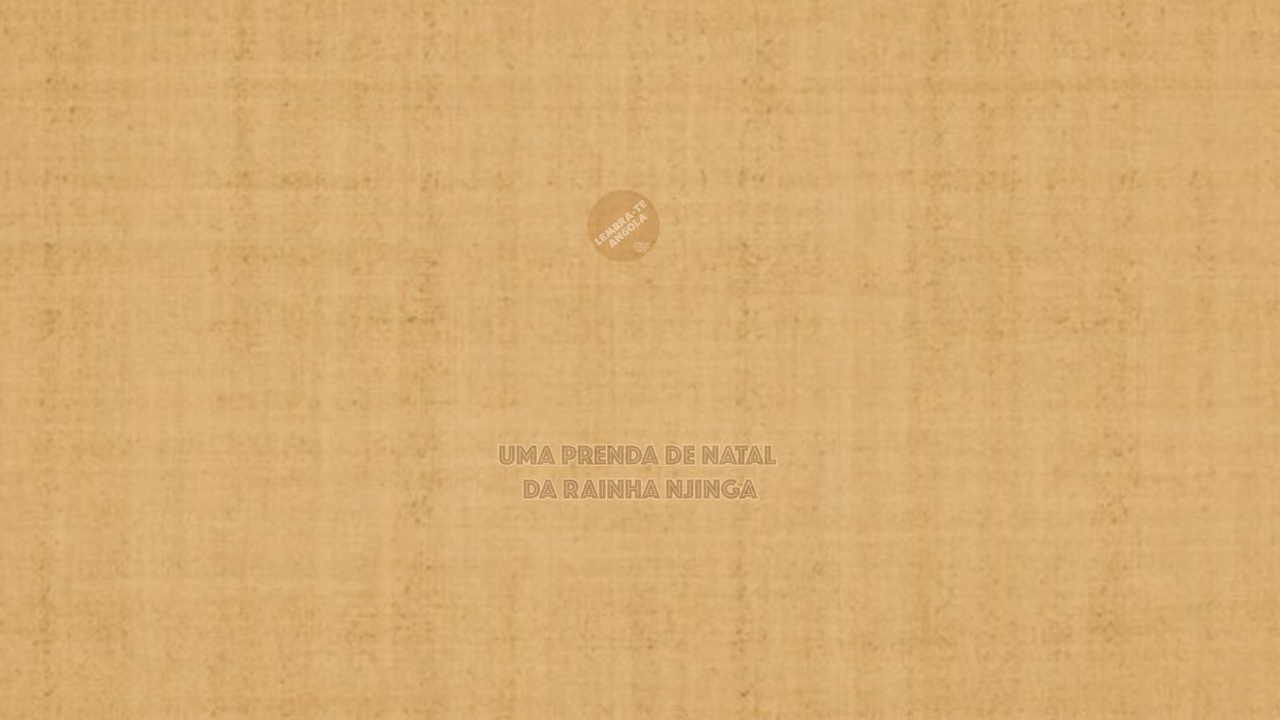 LEMBRA-TE
ANGOLA
UMA PRENDA DE NATAL
DA RAINHA NJINGA